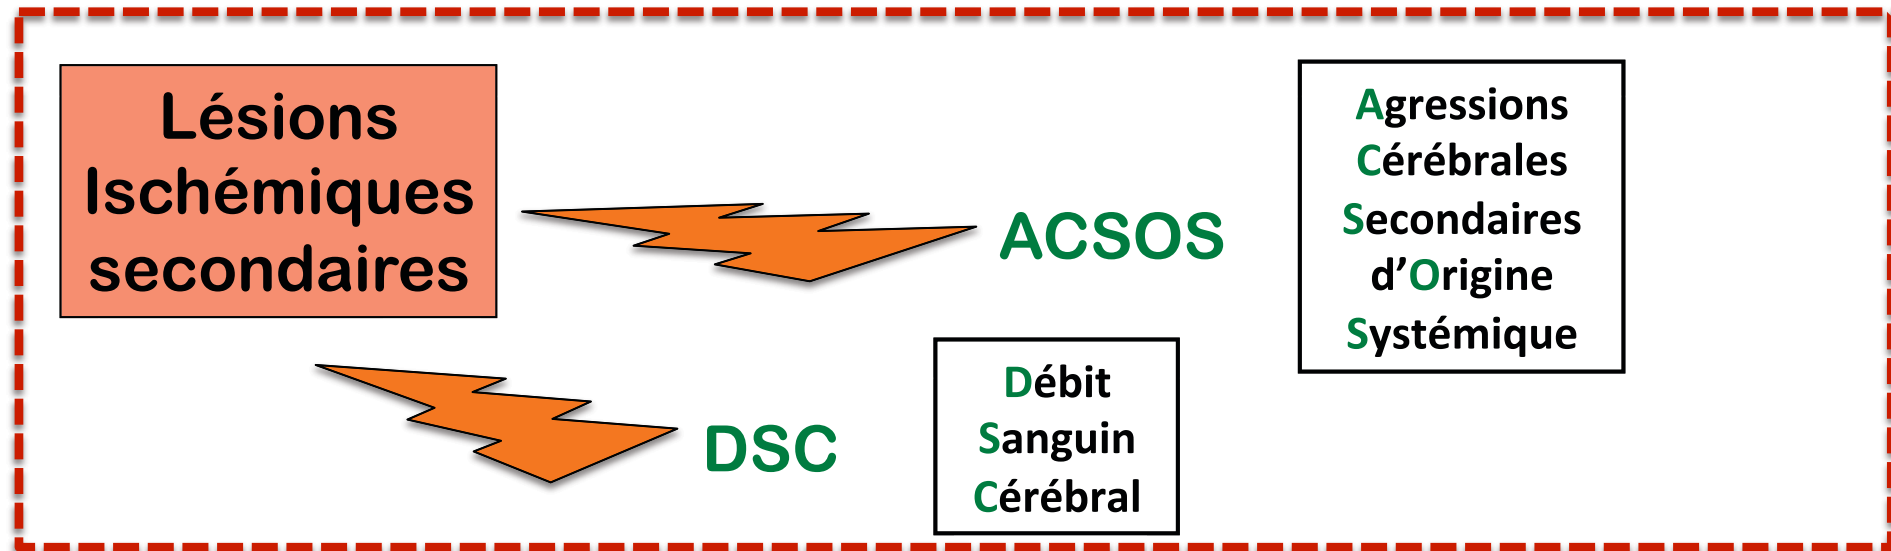 Lésions
Ischémiques
secondaires
ACSOS
Agressions
Cérébrales
Secondaires
d’Origine
Systémique
DSC
Débit
Sanguin
Cérébral